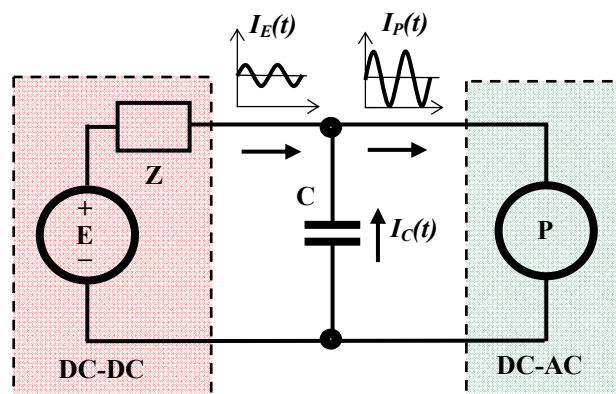 I_E(t) I_P(t)
Z
C
+
E
−
I_C(t)
P
DC-DC
DC-AC